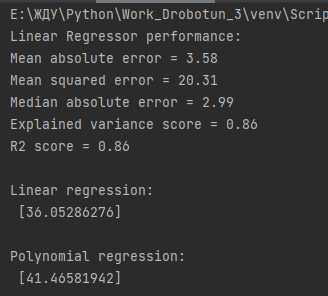 E:\ЖДУ\Python\Work_Drobotun_3\venv\Scrip
Linear Regressor performance:
Mean absolute error = 3.58
Mean squared error = 20.31
Median absolute error = 2.99
Explained variance score = 0.86
R2 score = 0.86
Linear regression:
[36.05286276]
Polynomial regression:
[41.46581942]